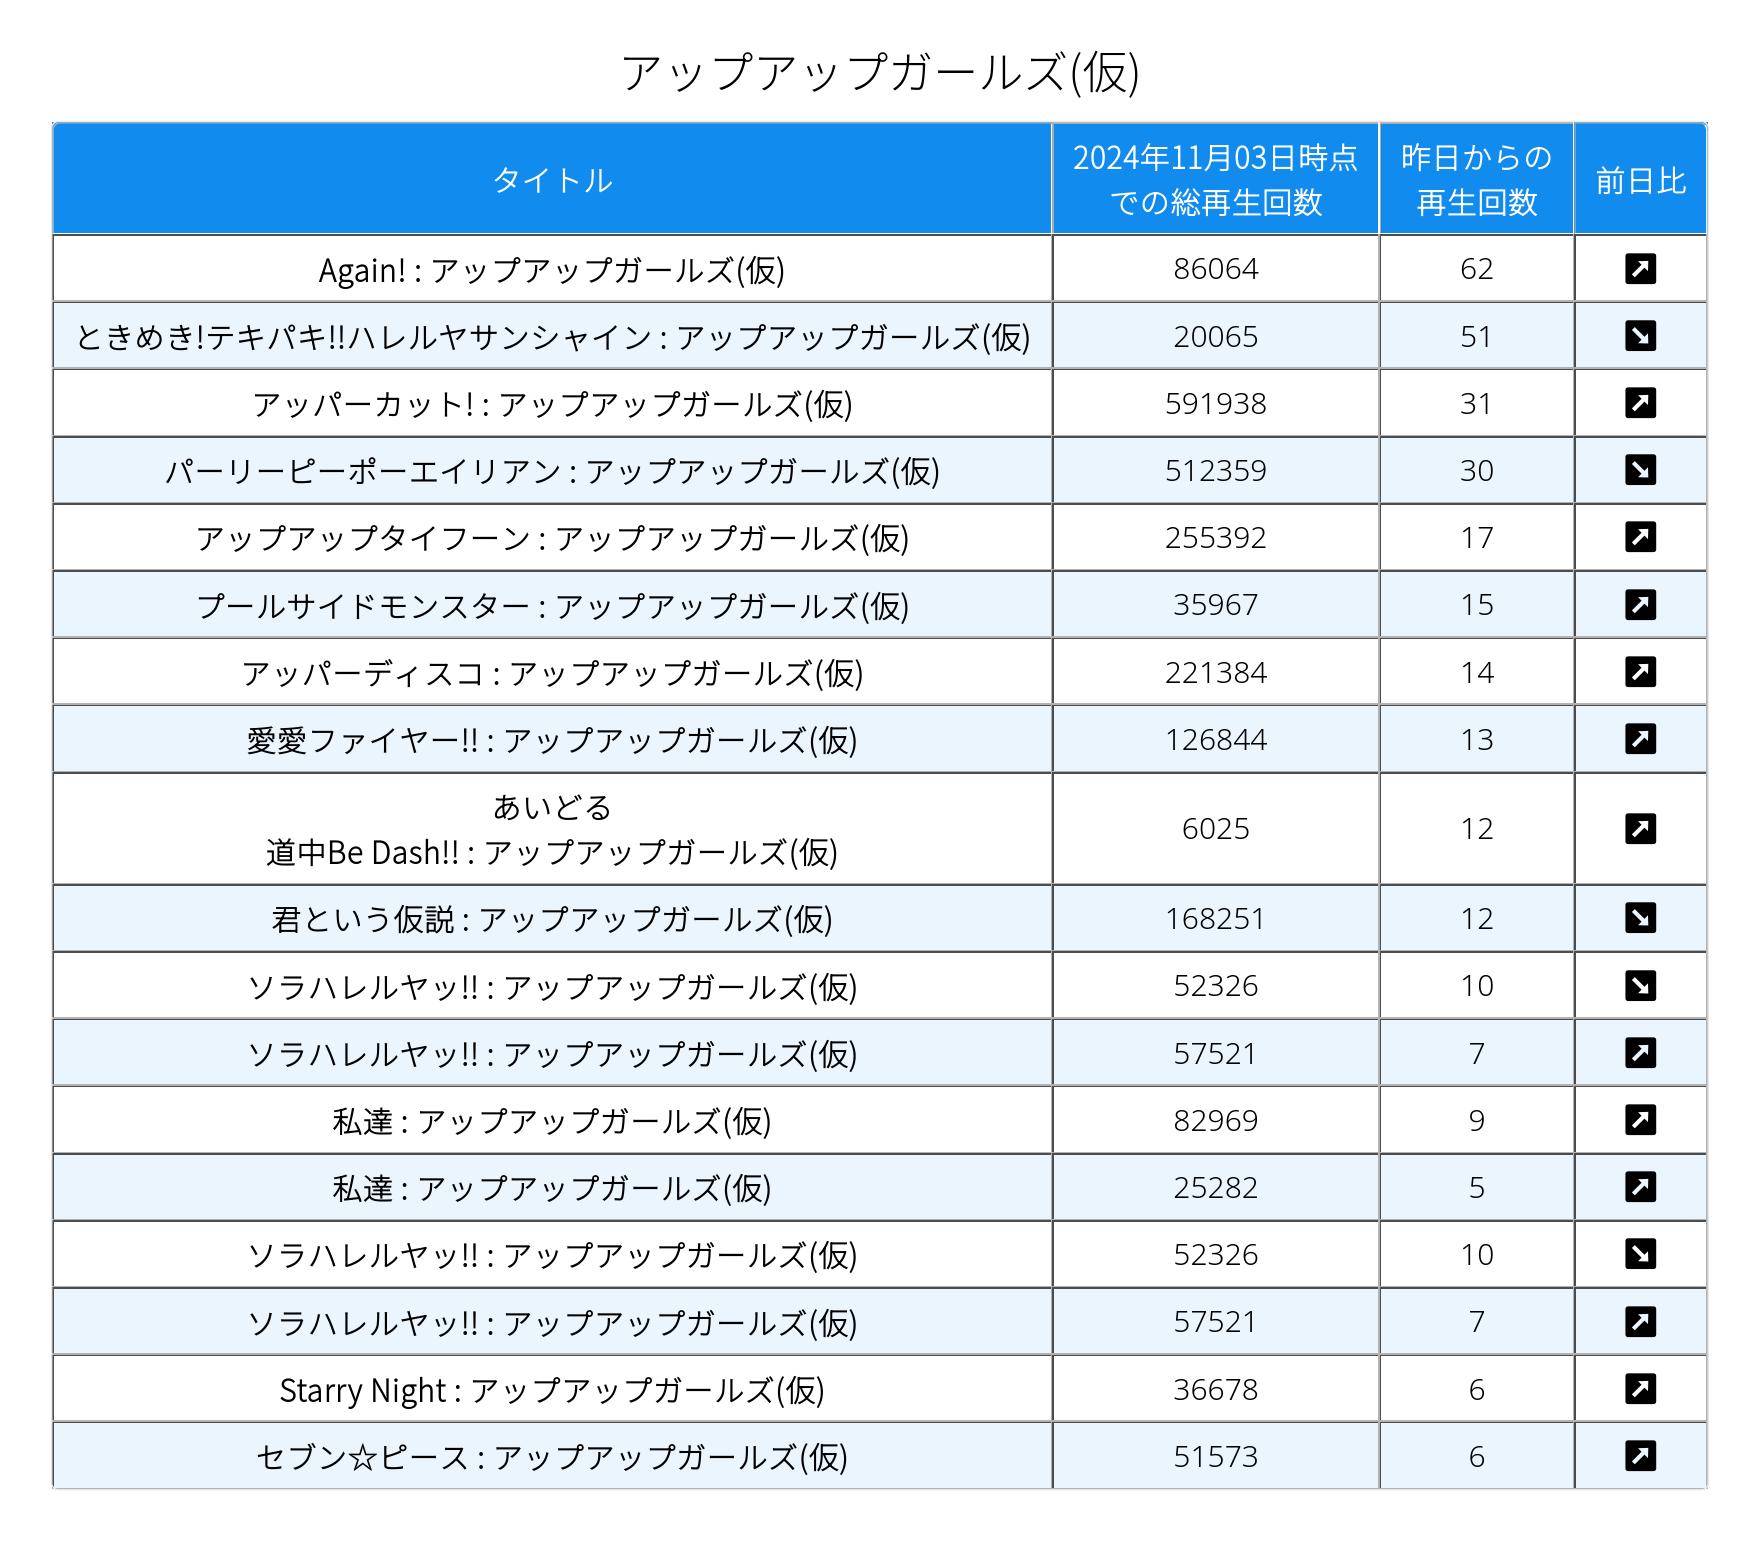 アップアップガールズ(仮)
タイトル 2024年11月03日時点での総再生回数 昨日からの再生回数 前日比
Again! : アップアップガールズ(仮) 86064 62 ↗
ときめき!テキパキ!!ハレルヤサンシャイン : アップアップガールズ(仮) 20065 51 ↘
アッパーカット! : アップアップガールズ(仮) 591938 31 ↗
パーリーピーポーエイリアン : アップアップガールズ(仮) 512359 30 ↘
アップアップタイフーン : アップアップガールズ(仮) 255392 17 ↗
プールサイドモンスター : アップアップガールズ(仮) 35967 15 ↗
アッパーディスコ : アップアップガールズ(仮) 221384 14 ↗
愛愛ファイヤー!! : アップアップガールズ(仮) 126844 13 ↗
あいどる
道中Be Dash!! : アップアップガールズ(仮) 6025 12 ↗
君という仮説 : アップアップガールズ(仮) 168251 12 ↘
ソラハレルヤッ!! : アップアップガールズ(仮) 52326 10 ↘
ソラハレルヤッ!! : アップアップガールズ(仮) 57521 7 ↗
私達 : アップアップガールズ(仮) 82969 9 ↗
私達 : アップアップガールズ(仮) 25282 5 ↗
ソラハレルヤッ!! : アップアップガールズ(仮) 52326 10 ↘
ソラハレルヤッ!! : アップアップガールズ(仮) 57521 7 ↗
Starry Night : アップアップガールズ(仮) 36678 6 ↗
セブン☆ピース : アップアップガールズ(仮) 51573 6 ↗